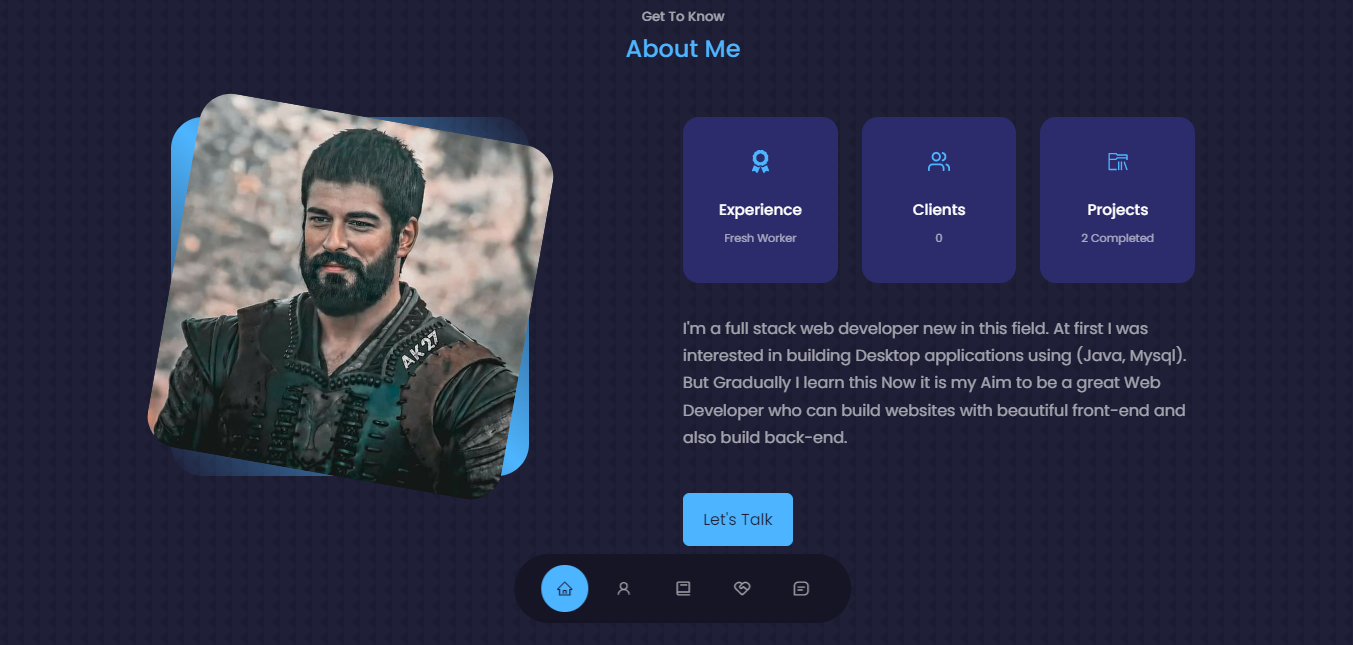 Get To Know
About Me
AK 27
Experience
Fresh Worker
Clients
0
Projects
2 Completed
I'm a full stack web developer new in this field. At first I was
interested in building Desktop applications using (Java, Mysql).
But Gradually I learn this Now it is my Aim to be a great Web
Developer who can build websites with beautiful front-end and
also build back-end.
Let's Talk